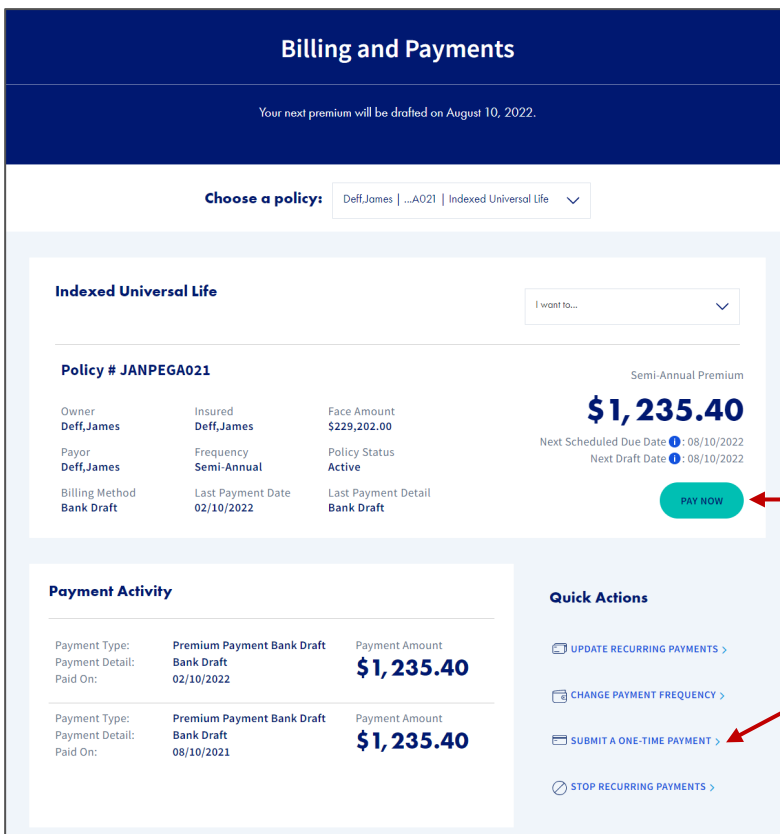 Billing and Payments
Your next premium will be drafted on August 10, 2022.
Choose a policy:
Deff,James | ...A021 | Indexed Universal Life
Indexed Universal Life
I want to...
Policy # JANPEGA021
Owner
Deff,James
Insured
Deff,James
Face Amount
$229,202.00
Payor
Deff,James
Frequency
Semi-Annual
Policy Status
Active
Billing Method
Bank Draft
Last Payment Date
02/10/2022
Last Payment Detail
Bank Draft
Semi-Annual Premium
$1,235.40
Next Scheduled Due Date i : 08/10/2022
Next Draft Date i : 08/10/2022
PAY NOW
Payment Activity
Payment Type: Premium Payment Bank Draft
Payment Detail: Bank Draft
Paid On: 02/10/2022
Payment Amount
$1,235.40
Payment Type: Premium Payment Bank Draft
Payment Detail: Bank Draft
Paid On: 08/10/2021
Payment Amount
$1,235.40
Quick Actions
UPDATE RECURRING PAYMENTS >
CHANGE PAYMENT FREQUENCY >
SUBMIT A ONE-TIME PAYMENT >
STOP RECURRING PAYMENTS >